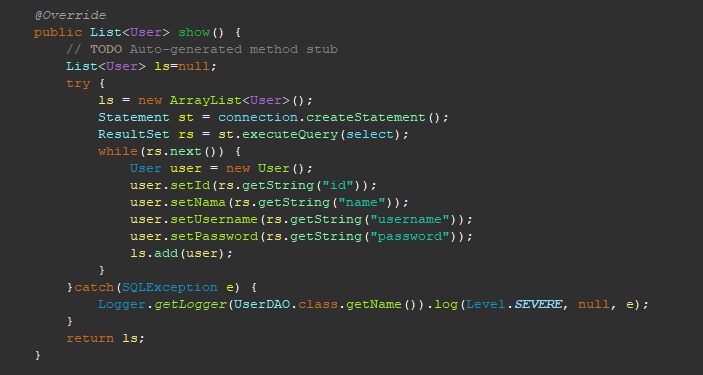 @Override
public List<User> show() {
// TODO Auto-generated method stub
List<User> ls=null;
try {
ls = new ArrayList<User>();
Statement st = connection.createStatement();
ResultSet rs = st.executeQuery(select);
while(rs.next()) {
User user = new User();
user.setId(rs.getString("id"));
user.setNama(rs.getString("name"));
user.setUsername(rs.getString("username"));
user.setPassword(rs.getString("password"));
ls.add(user);
}
}catch(SQLException e) {
Logger.getLogger(UserDAO.class.getName()).log(Level.SEVERE, null, e);
}
return ls;
}